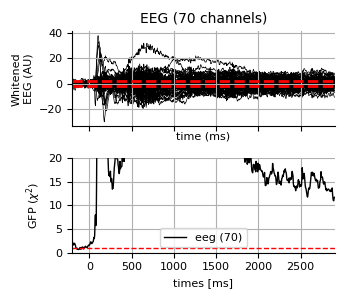 EEG (70 channels)
Whitened
EEG (AU)
40
20
0
−20
time (ms)
GFP (χ²)
20
15
10
5
0
eeg (70)
0 500 1000 1500 2000 2500
times [ms]